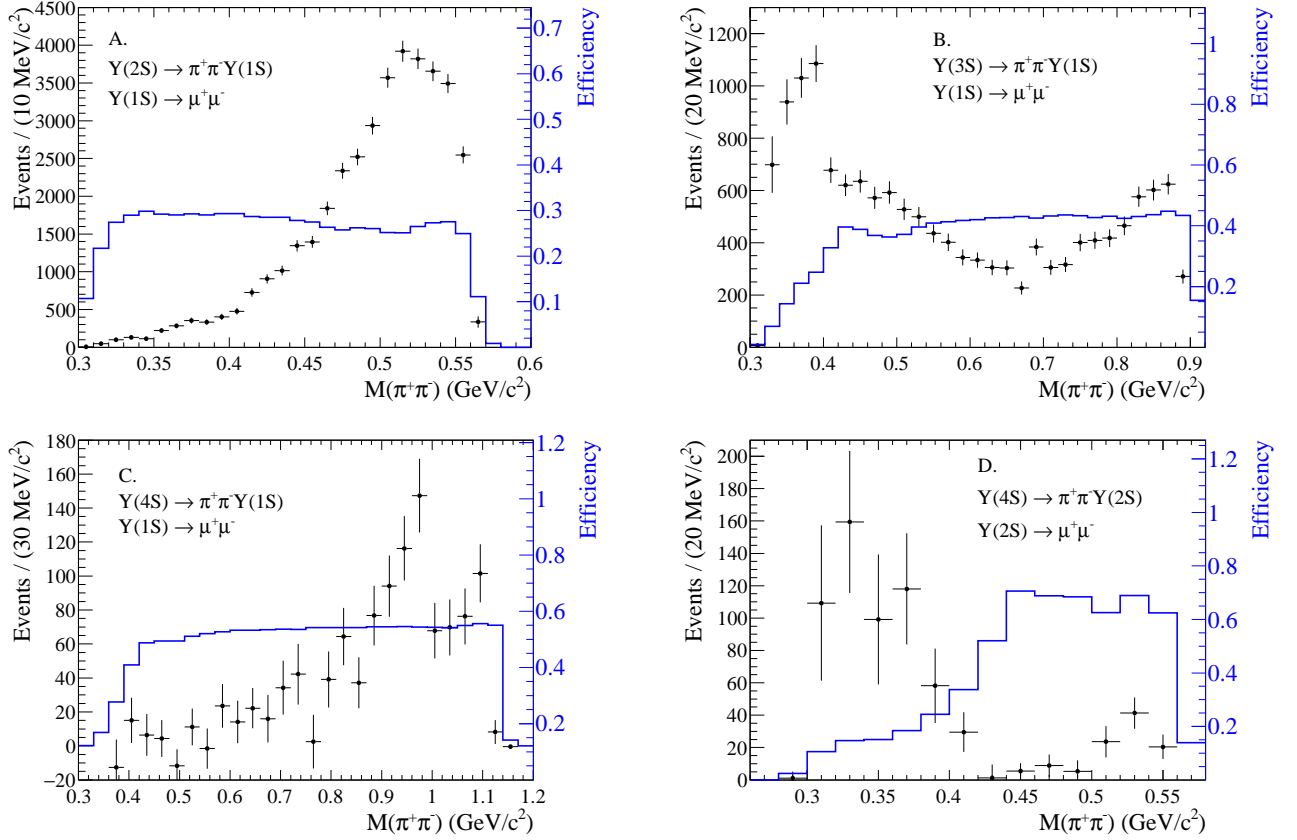 A.
Υ(2S) → π⁺π⁻Υ(1S)
Υ(1S) → μ⁺μ⁻
Events / (10 MeV/c²)
4500
4000
3500
3000
2500
2000
1500
1000
500
0
0.3 0.35 0.4 0.45 0.5 0.55 0.6
M(π⁺π⁻) (GeV/c²)
Efficiency
0.7
0.6
0.5
0.4
0.3
0.2
0.1
B.
Υ(3S) → π⁺π⁻Υ(1S)
Υ(1S) → μ⁺μ⁻
Events / (20 MeV/c²)
1200
1000
800
600
400
200
0
0.3 0.4 0.5 0.6 0.7 0.8 0.9
M(π⁺π⁻) (GeV/c²)
Efficiency
1
0.8
0.6
0.4
0.2
C.
Υ(4S) → π⁺π⁻Υ(1S)
Υ(1S) → μ⁺μ⁻
Events / (30 MeV/c²)
180
160
140
120
100
80
60
40
20
0
−20
0.3 0.4 0.5 0.6 0.7 0.8 0.9 1 1.1 1.2
M(π⁺π⁻) (GeV/c²)
Efficiency
1.2
1
0.8
0.6
0.4
0.2
D.
Υ(4S) → π⁺π⁻Υ(2S)
Υ(2S) → μ⁺μ⁻
Events / (20 MeV/c²)
200
180
160
140
120
100
80
60
40
20
0
0.3 0.35 0.4 0.45 0.5 0.55
M(π⁺π⁻) (GeV/c²)
Efficiency
1.2
1
0.8
0.6
0.4
0.2